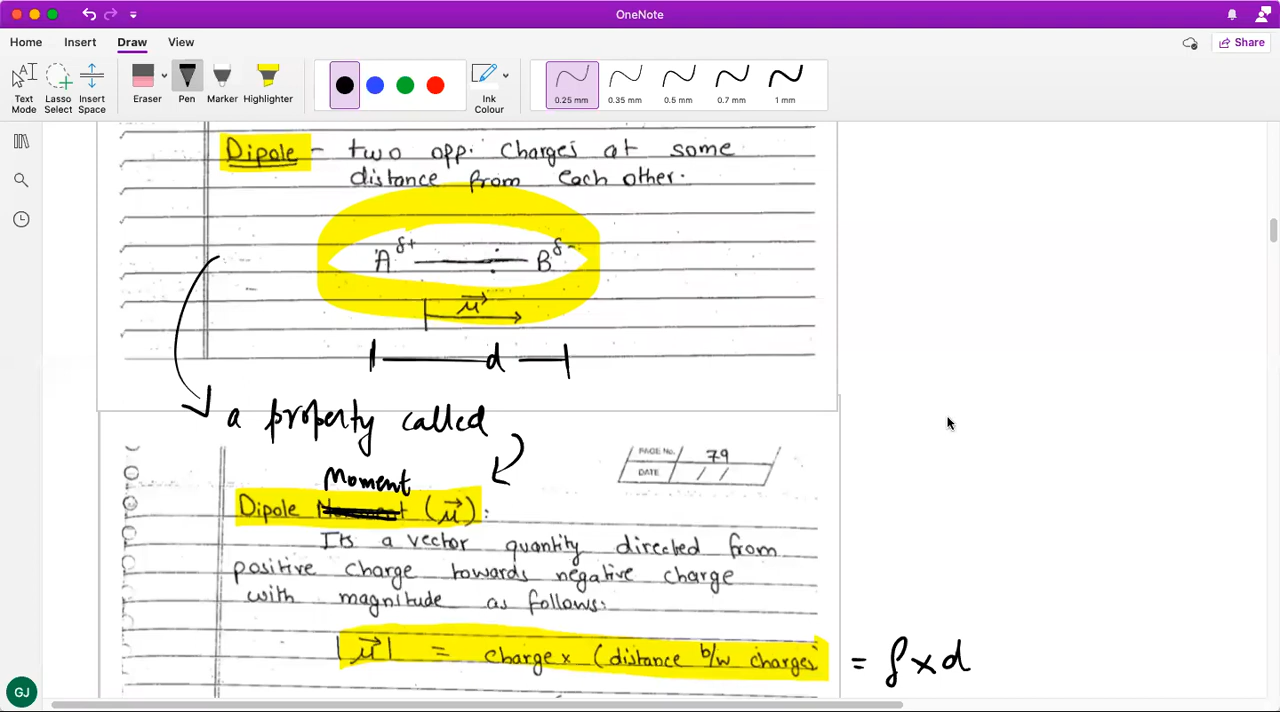 OneNote
Home Insert Draw View
Share
Text Mode
Lasso Select
Insert Space
Eraser
Pen
Marker
Highlighter
Ink Colour
0.25 mm
0.35 mm
0.5 mm
0.7 mm
1 mm
Dipole - two opp. Charges at some
distance from each other.
A δ+ B δ-
μ⃗
d
a property called
PAGE No. 79
DATE / /
Moment
Dipole (μ⃗):
Its a vector quantity directed from
positive charge towards negative charge
with magnitude as follows:
|μ⃗| = charge x (distance b/w charges = δ x d
GJ